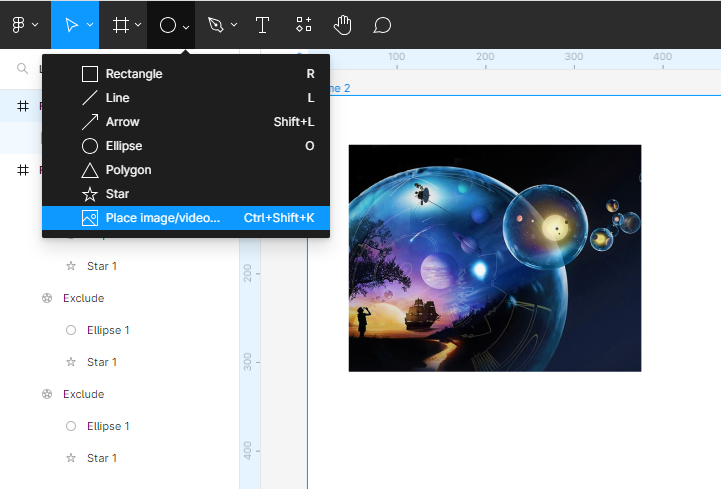 100
200
300
400
me 2
Rectangle R
Line L
Arrow Shift+L
Ellipse O
Polygon
Star
Place image/video... Ctrl+Shift+K
Star 1
Exclude
Ellipse 1
Star 1
Exclude
Ellipse 1
Star 1
200
300
400